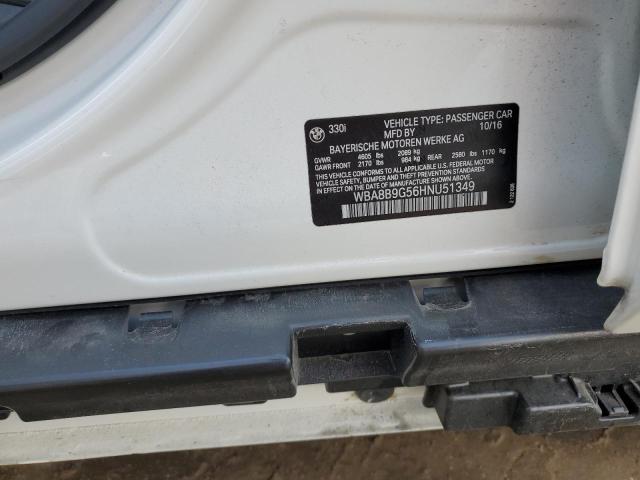 330i
VEHICLE TYPE: PASSENGER CAR
MFD BY 10/16
BAYERISCHE MOTOREN WERKE AG
GVWR 4605 lbs 2089 kg
GAWR FRONT 2170 lbs 984 kg REAR 2580 lbs 1170 kg
THIS VEHICLE CONFORMS TO ALL APPLICABLE U.S. FEDERAL MOTOR
VEHICLE SAFETY, BUMPER AND THEFT PREVENTION STANDARDS IN
EFFECT ON THE DATE OF MANUFACTURE SHOWN ABOVE.
WBA8B9G56HNU51349